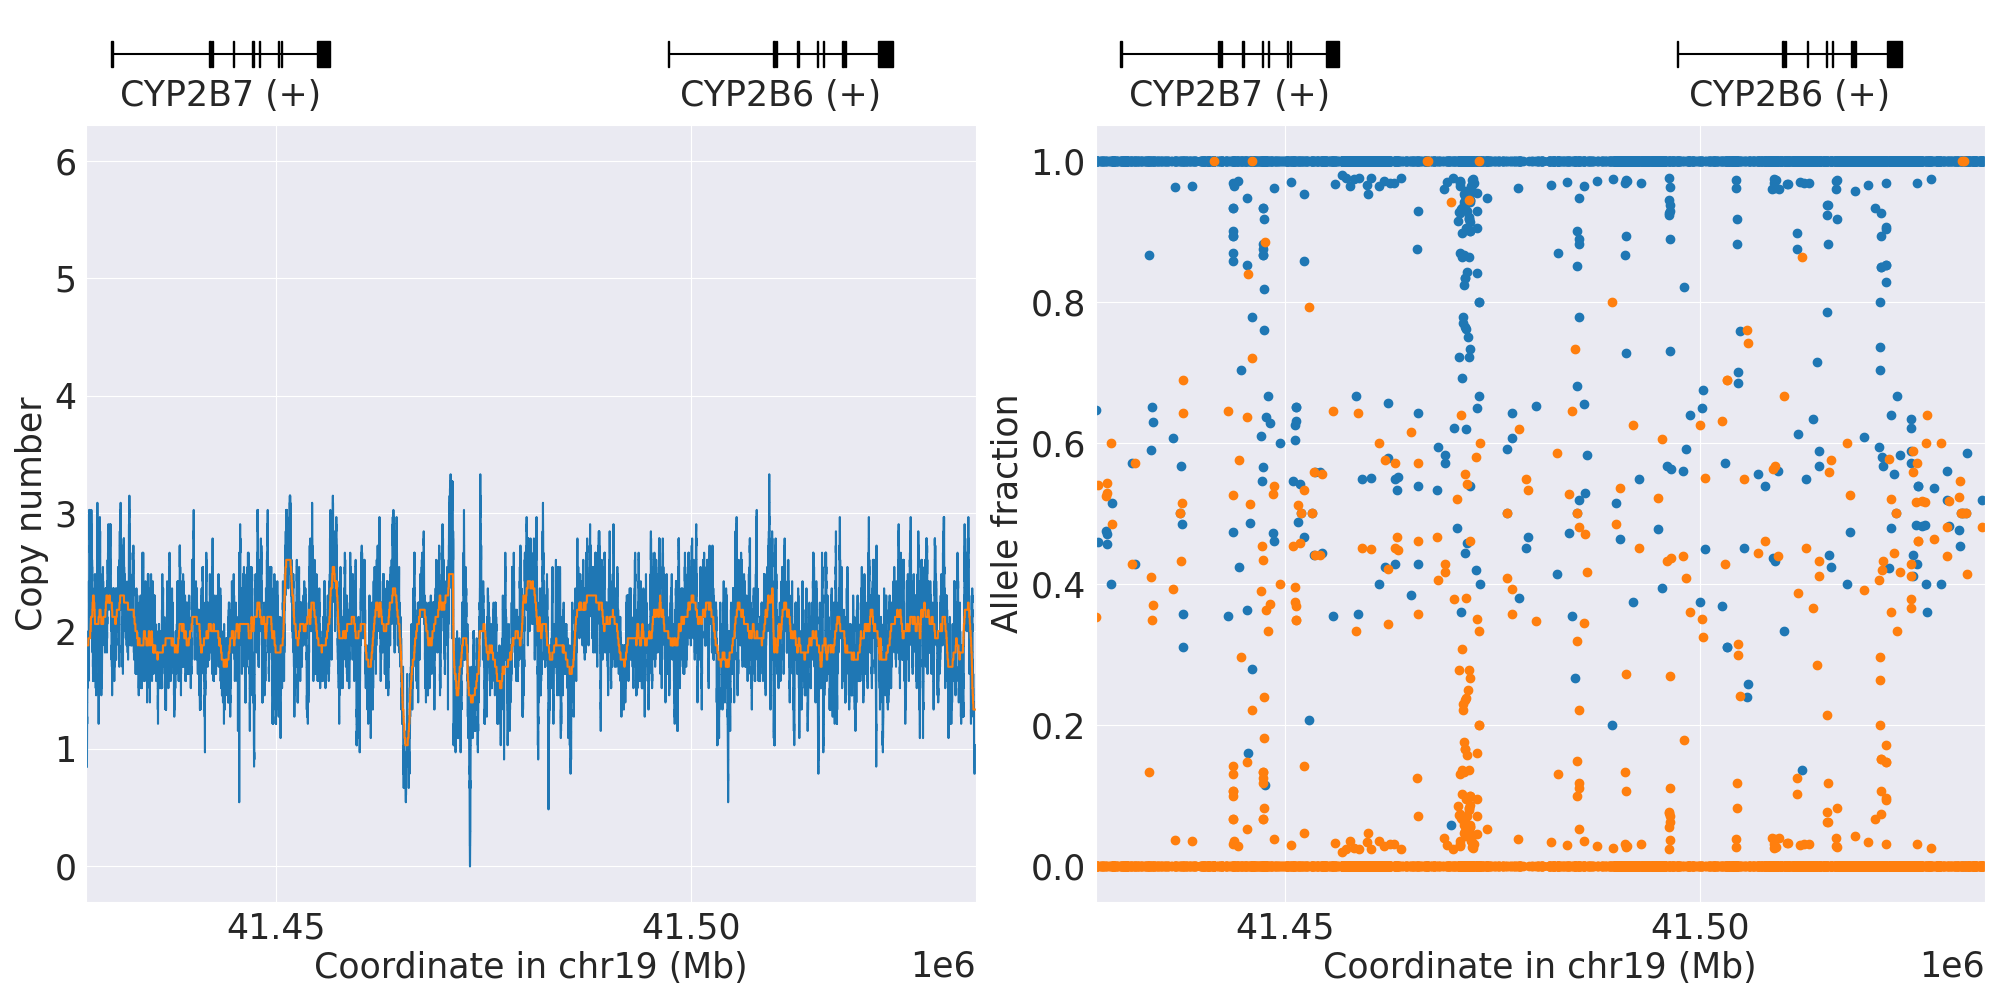 CYP2B7 (+) CYP2B6 (+)
6
5
4
3
2
1
0
Copy number
41.45 41.50
Coordinate in chr19 (Mb) 1e6
CYP2B7 (+) CYP2B6 (+)
1.0
0.8
0.6
0.4
0.2
0.0
Allele fraction
41.45 41.50
Coordinate in chr19 (Mb) 1e6